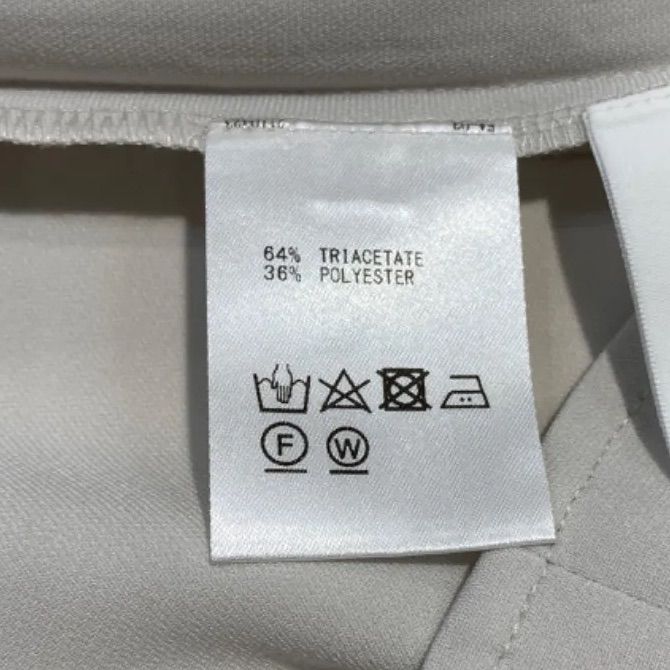 64% TRIACETATE
36% POLYESTER
F W